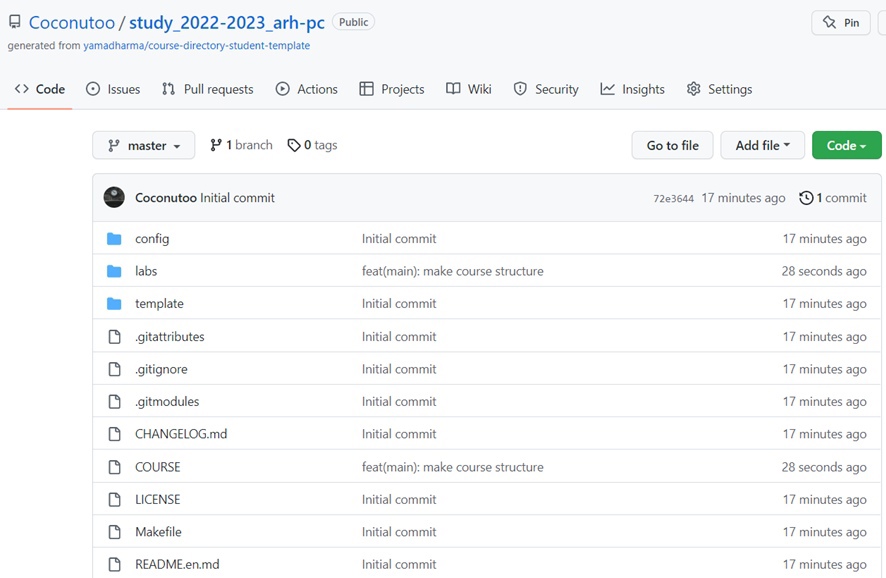 Coconutoo / study_2022-2023_arh-pc Public Pin
generated from yamadharma/course-directory-student-template
Code Issues Pull requests Actions Projects Wiki Security Insights Settings
master 1 branch 0 tags Go to file Add file Code
Coconutoo Initial commit 72e3644 17 minutes ago 1 commit
config Initial commit 17 minutes ago
labs feat(main): make course structure 28 seconds ago
template Initial commit 17 minutes ago
.gitattributes Initial commit 17 minutes ago
.gitignore Initial commit 17 minutes ago
.gitmodules Initial commit 17 minutes ago
CHANGELOG.md Initial commit 17 minutes ago
COURSE feat(main): make course structure 28 seconds ago
LICENSE Initial commit 17 minutes ago
Makefile Initial commit 17 minutes ago
README.en.md Initial commit 17 minutes ago